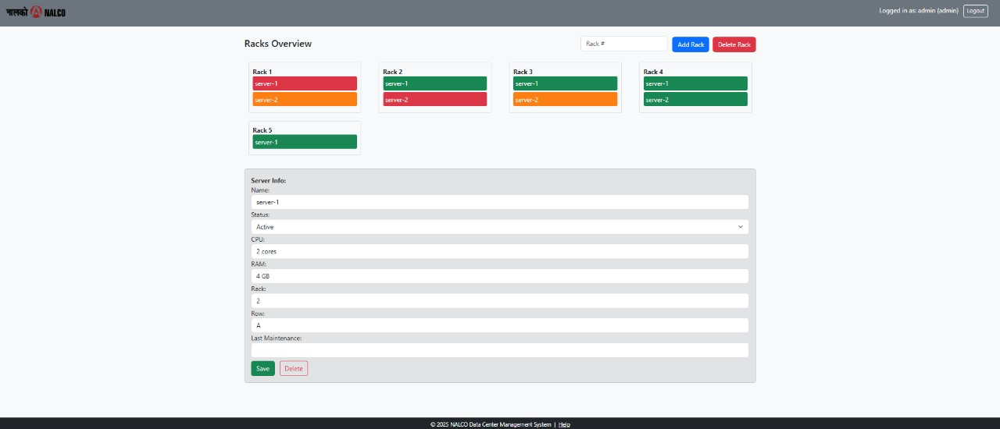 नालको NALCO
Logged in as: admin (admin) Logout
Racks Overview Rack # Add Rack Delete Rack
Rack 1 Rack 2 Rack 3 Rack 4
server-1 server-1 server-1 server-1
server-2 server-2 server-2 server-2
Rack 5
server-1
Server Info:
Name:
server-1
Status:
Active
CPU:
2 cores
RAM:
4 GB
Rack:
2
Row:
A
Last Maintenance:
Save Delete
© 2025 NALCO Data Center Management System | Help